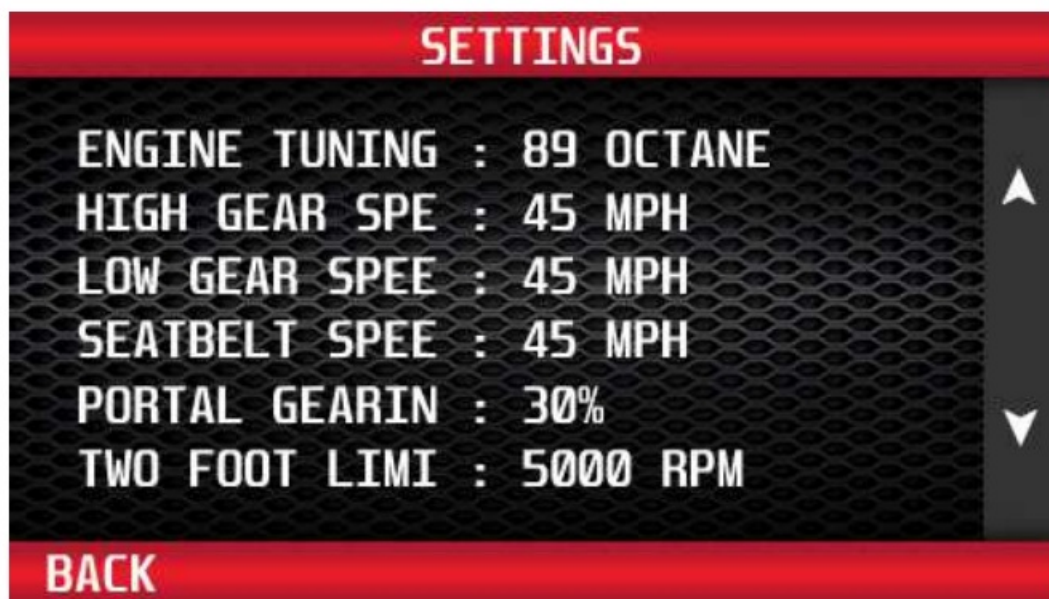 SETTINGS
ENGINE TUNING : 89 OCTANE
HIGH GEAR SPE : 45 MPH
LOW GEAR SPEE : 45 MPH
SEATBELT SPEE : 45 MPH
PORTAL GEARIN : 30%
TWO FOOT LIMI : 5000 RPM
BACK